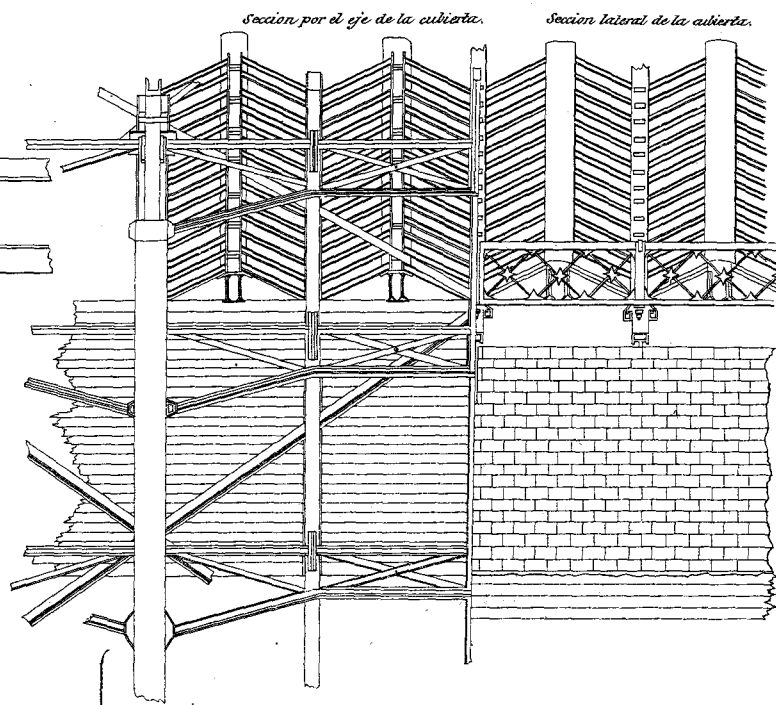 Seccion por el eje de la cubierta.
Seccion lateral de la cubierta.